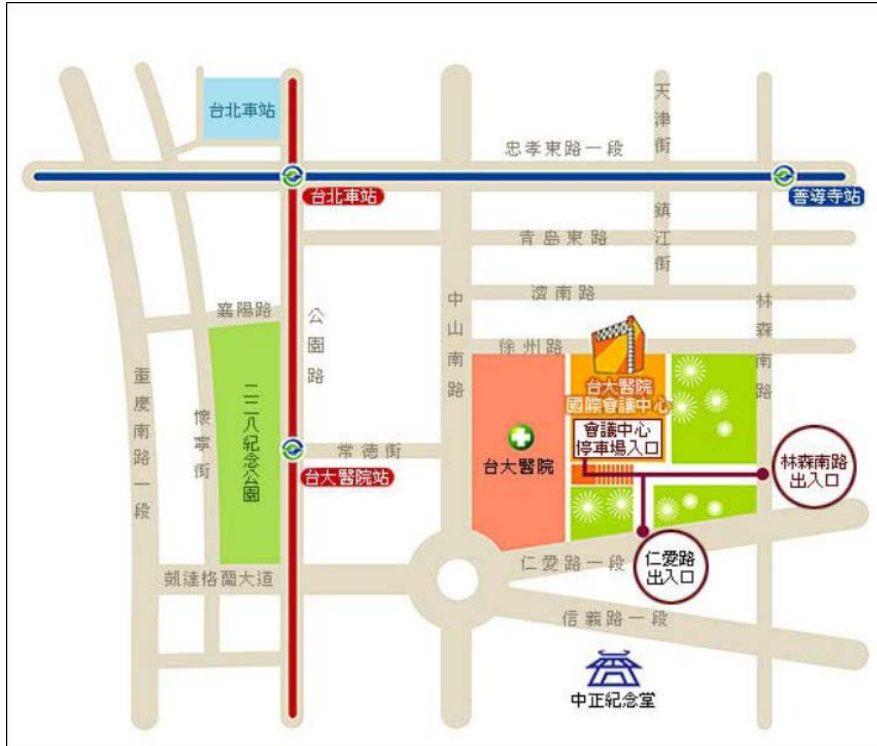 台北車站
忠孝東路一段
天津街
台北車站
善導寺站
鎮江街
青島東路
濟南路
襄陽路
公園路
中山南路
林森南路
徐州路
重慶南路一段
懷寧街
二二八紀念公園
台大醫院
國際會議中心
會議中心
停車場入口
常德街
台大醫院站
台大醫院
林森南路
出入口
仁愛路一段
仁愛路
出入口
凱達格蘭大道
信義路一段
中正紀念堂